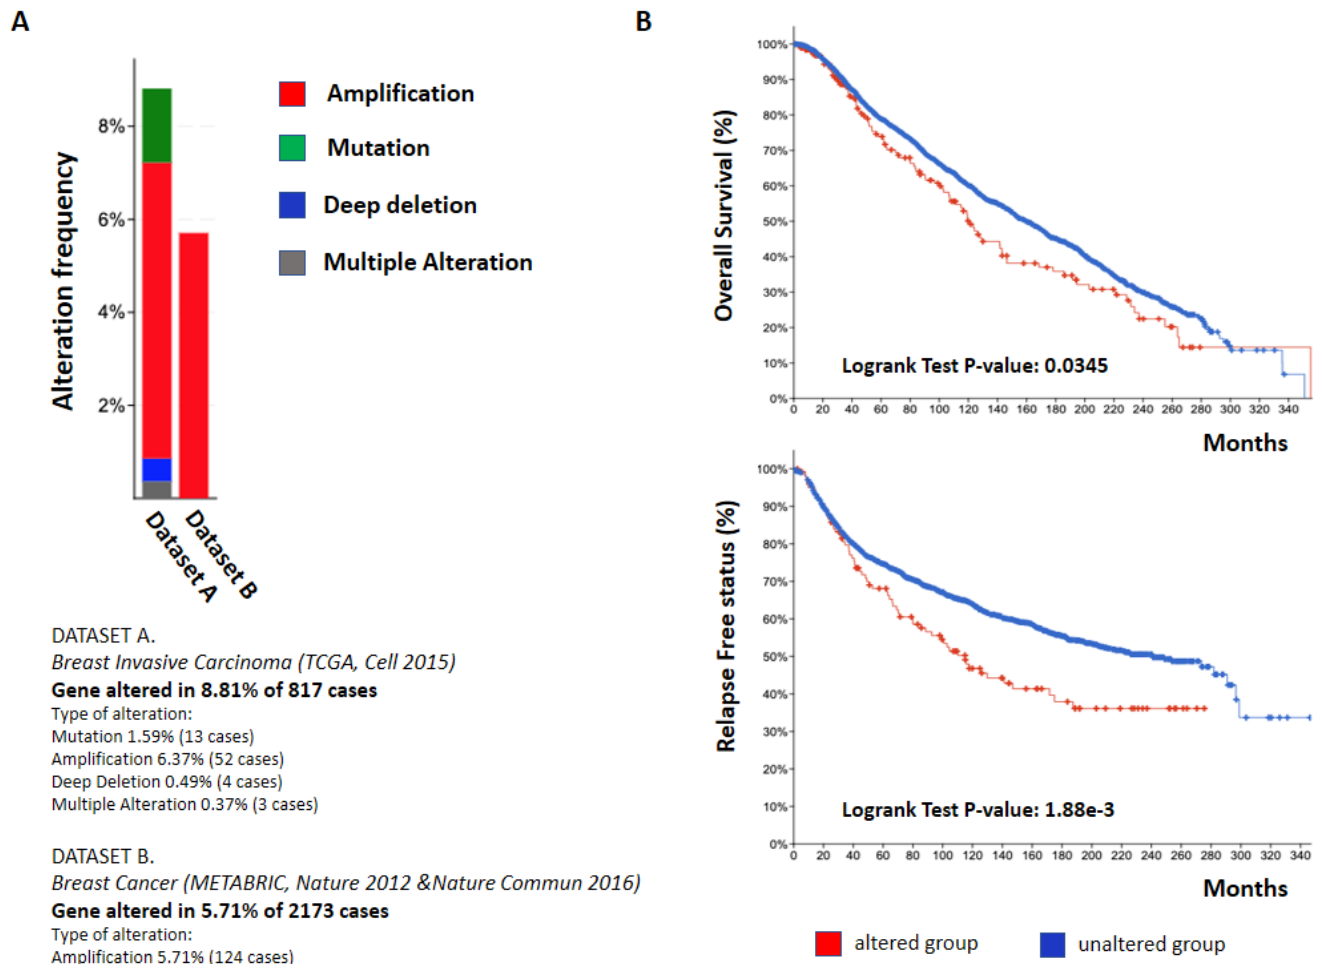 A
8%
6%
4%
2%
Alteration frequency
Dataset A
Dataset B
Amplification
Mutation
Deep deletion
Multiple Alteration
DATASET A.
Breast Invasive Carcinoma (TCGA, Cell 2015)
Gene altered in 8.81% of 817 cases
Type of alteration:
Mutation 1.59% (13 cases)
Amplification 6.37% (52 cases)
Deep Deletion 0.49% (4 cases)
Multiple Alteration 0.37% (3 cases)
DATASET B.
Breast Cancer (METABRIC, Nature 2012 &Nature Commun 2016)
Gene altered in 5.71% of 2173 cases
Type of alteration:
Amplification 5.71% (124 cases)
B
Overall Survival (%)
100%
90%
80%
70%
60%
50%
40%
30%
20%
10%
0%
Logrank Test P-value: 0.0345
0 20 40 60 80 100 120 140 160 180 200 220 240 260 280 300 320 340
Months
Relapse Free status (%)
100%
90%
80%
70%
60%
50%
40%
30%
20%
10%
0%
Logrank Test P-value: 1.88e-3
0 20 40 60 80 100 120 140 160 180 200 220 240 260 280 300 320 340
Months
altered group
unaltered group